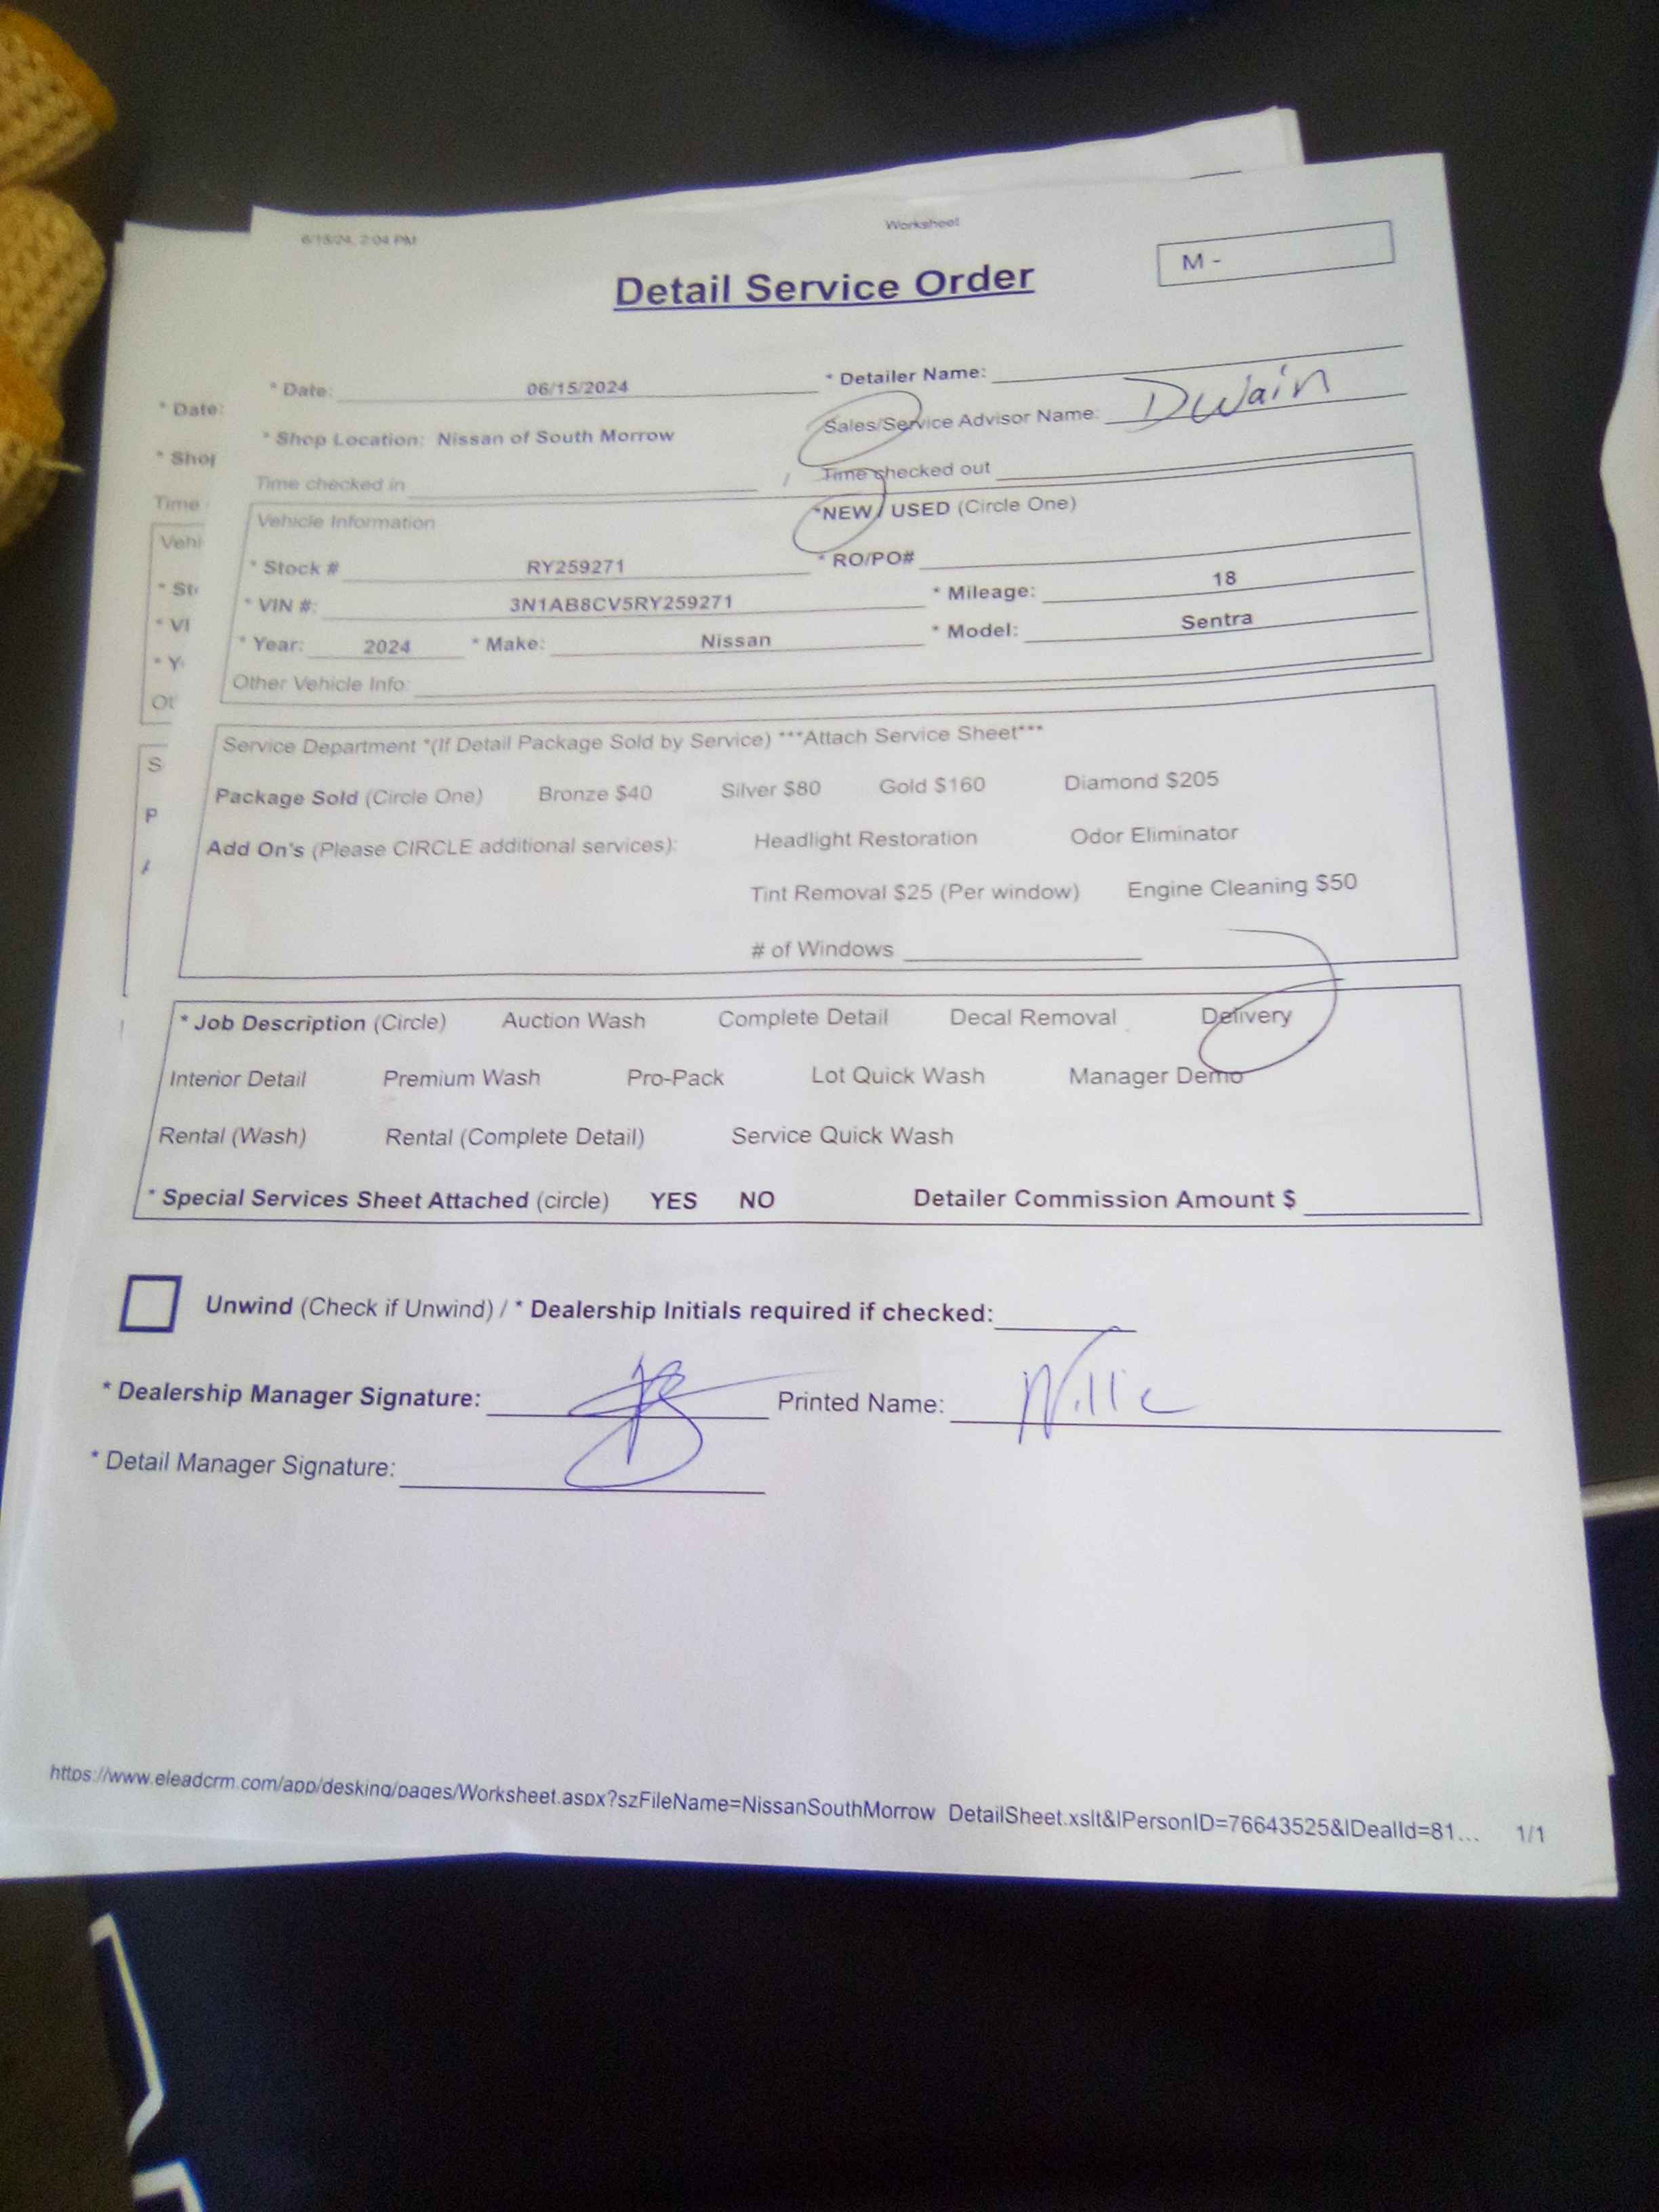 6/15/24, 2:04 PM
Worksheet
M -
Detail Service Order
* Date: 06/15/2024 * Detailer Name:
* Shop Location: Nissan of South Morrow Sales/Service Advisor Name: Dwain
Time checked in / Time checked out
Vehicle Information *NEW / USED (Circle One)
* Stock # RY259271 * RO/PO#
* VIN #: 3N1AB8CV5RY259271 * Mileage: 18
* Year: 2024 * Make: Nissan * Model: Sentra
Other Vehicle Info:
Service Department *(If Detail Package Sold by Service) ***Attach Service Sheet***
Package Sold (Circle One) Bronze $40 Silver $80 Gold $160 Diamond $205
Add On's (Please CIRCLE additional services): Headlight Restoration Odor Eliminator
Tint Removal $25 (Per window) Engine Cleaning $50
# of Windows
* Job Description (Circle) Auction Wash Complete Detail Decal Removal Delivery
Interior Detail Premium Wash Pro-Pack Lot Quick Wash Manager Demo
Rental (Wash) Rental (Complete Detail) Service Quick Wash
* Special Services Sheet Attached (circle) YES NO Detailer Commission Amount $
Unwind (Check if Unwind) / * Dealership Initials required if checked:
* Dealership Manager Signature: Printed Name: Willie
* Detail Manager Signature:
https://www.eleadcrm.com/app/desking/pages/Worksheet.aspx?szFileName=NissanSouthMorrow DetailSheet.xslt&lPersonID=76643525&lDealId=81... 1/1
* Date:
* Shop
Time
Vehi
* Sto
* VI
* Y
Ot
S
P